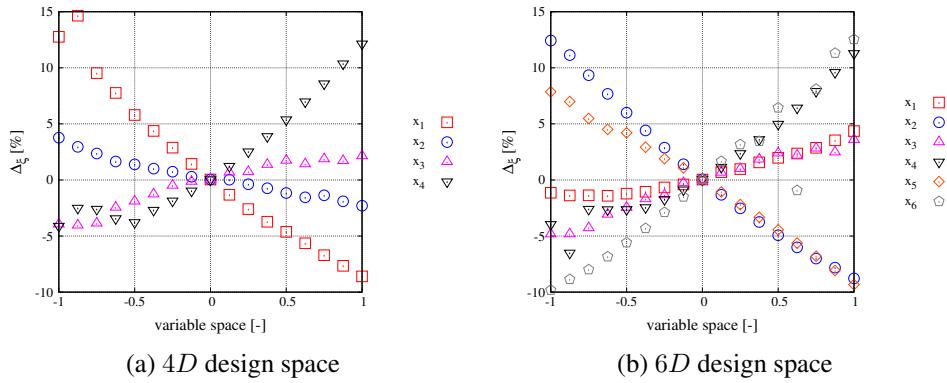 15
10
5
0
-5
-10
Δξ [%]
-1 -0.5 0 0.5 1
variable space [-]
x1
x2
x3
x4
(a) 4D design space
15
10
5
0
-5
-10
Δξ [%]
-1 -0.5 0 0.5 1
variable space [-]
x1
x2
x3
x4
x5
x6
(b) 6D design space